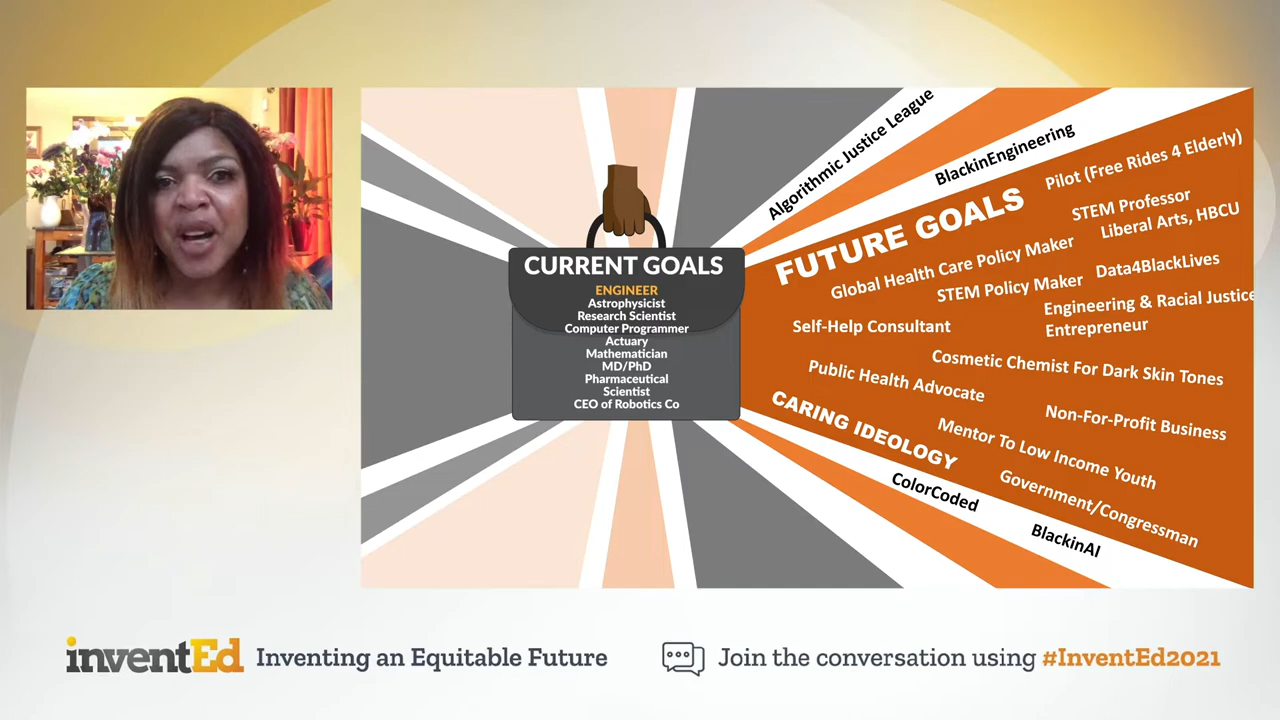 CURRENT GOALS
ENGINEER
Astrophysicist
Research Scientist
Computer Programmer
Actuary
Mathematician
MD/PhD
Pharmaceutical
Scientist
CEO of Robotics Co
Algorithmic Justice League
BlackinEngineering
FUTURE GOALS
Pilot (Free Rides 4 Elderly)
STEM Professor
Liberal Arts, HBCU
Global Health Care Policy Maker
STEM Policy Maker
Data4BlackLives
Engineering & Racial Justice
Entrepreneur
Self-Help Consultant
Cosmetic Chemist For Dark Skin Tones
Public Health Advocate
Non-For-Profit Business
CARING IDEOLOGY
Mentor To Low Income Youth
Government/Congressman
ColorCoded
BlackinAI
inventEd Inventing an Equitable Future
Join the conversation using #InventEd2021